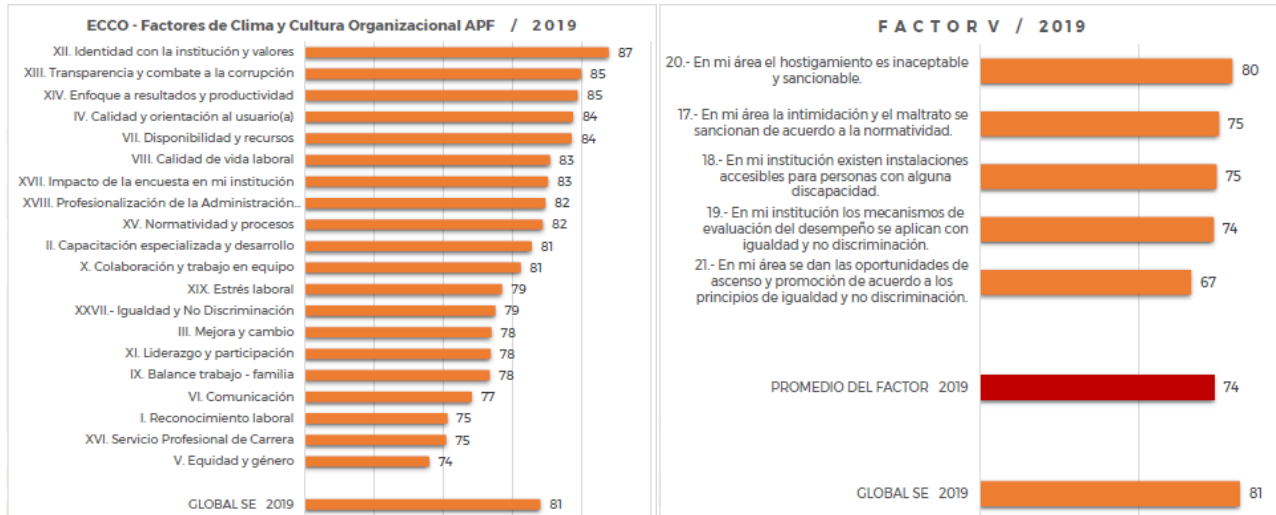 ECCO - Factores de Clima y Cultura Organizacional APF / 2019
XII. Identidad con la institución y valores 87
XIII. Transparencia y combate a la corrupción 85
XIV. Enfoque a resultados y productividad 85
IV. Calidad y orientación al usuario(a) 84
VII. Disponibilidad y recursos 84
VIII. Calidad de vida laboral 83
XVII. Impacto de la encuesta en mi institución 83
XVIII. Profesionalización de la Administración... 82
XV. Normatividad y procesos 82
II. Capacitación especializada y desarrollo 81
X. Colaboración y trabajo en equipo 81
XIX. Estrés laboral 79
XXVII.- Igualdad y No Discriminación 79
III. Mejora y cambio 78
XI. Liderazgo y participación 78
IX. Balance trabajo - familia 78
VI. Comunicación 77
I. Reconocimiento laboral 75
XVI. Servicio Profesional de Carrera 75
V. Equidad y género 74
GLOBAL SE 2019 81
FACTOR V / 2019
20.- En mi área el hostigamiento es inaceptable
y sancionable.
80
17.- En mi área la intimidación y el maltrato se
sancionan de acuerdo a la normatividad.
75
18.- En mi institución existen instalaciones
accesibles para personas con alguna
discapacidad.
75
19.- En mi institución los mecanismos de
evaluación del desempeño se aplican con
igualdad y no discriminación.
74
21.- En mi área se dan las oportunidades de
ascenso y promoción de acuerdo a los
principios de igualdad y no discriminación.
67
PROMEDIO DEL FACTOR 2019 74
GLOBAL SE 2019 81